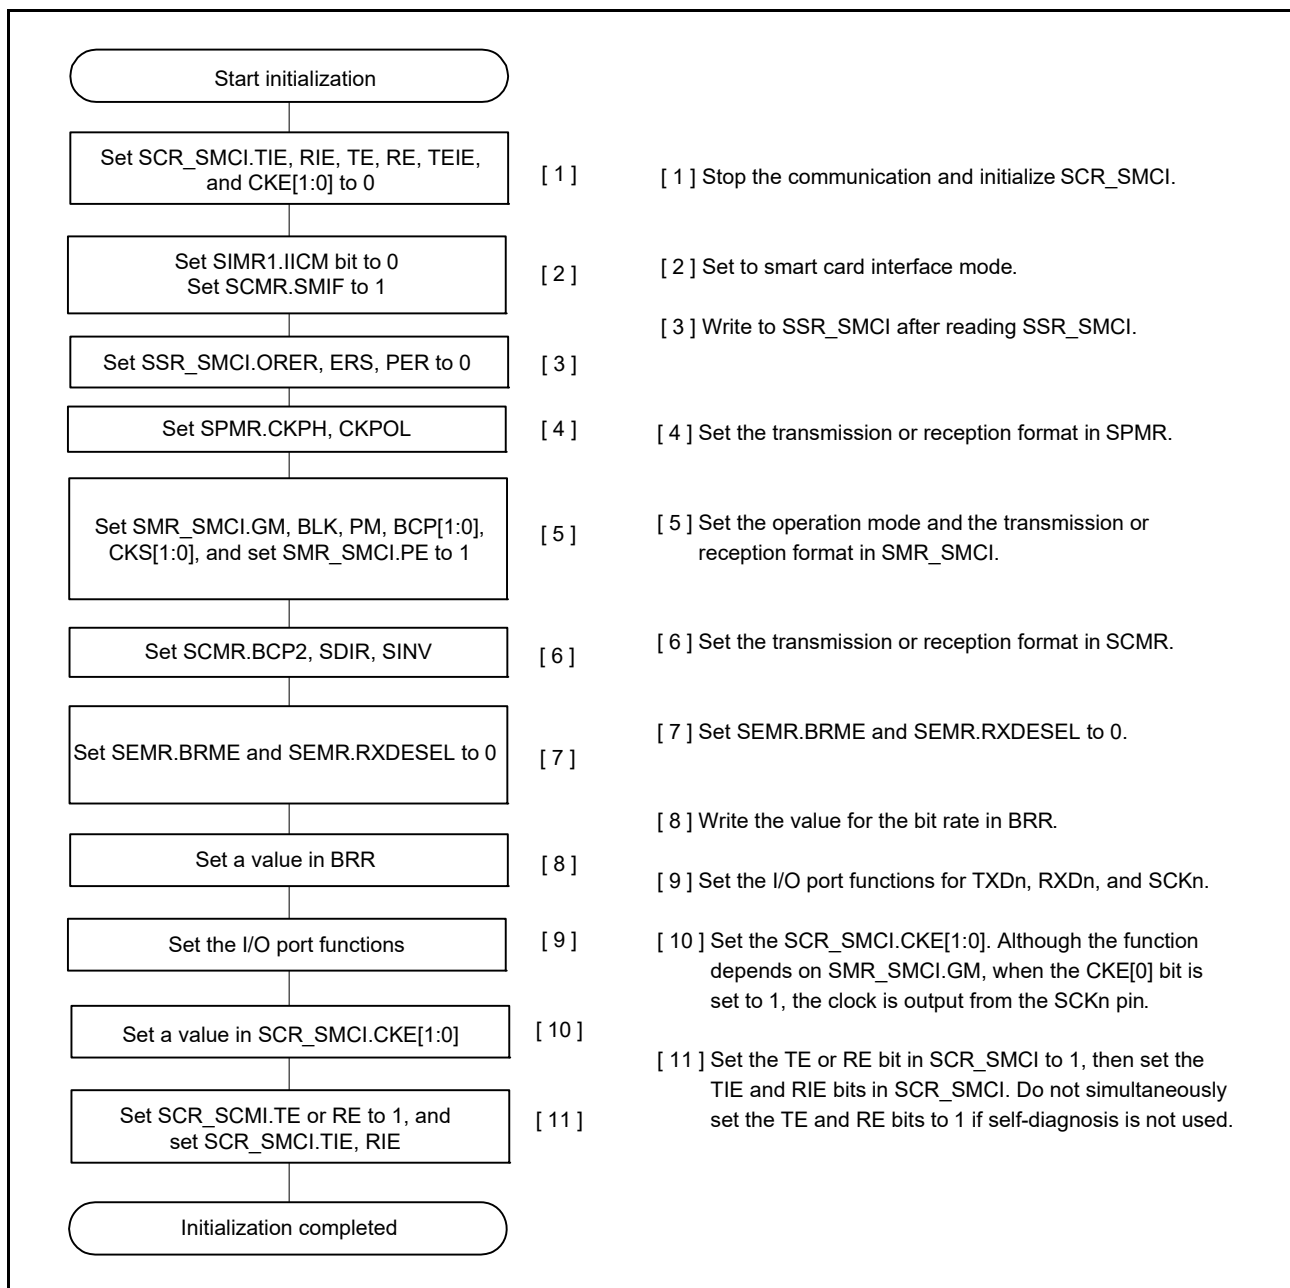 Start initialization
Set SCR_SMCI.TIE, RIE, TE, RE, TEIE,
and CKE[1:0] to 0
[ 1 ]
[ 1 ] Stop the communication and initialize SCR_SMCI.
Set SIMR1.IICM bit to 0
Set SCMR.SMIF to 1
[ 2 ]
[ 2 ] Set to smart card interface mode.
[ 3 ] Write to SSR_SMCI after reading SSR_SMCI.
Set SSR_SMCI.ORER, ERS, PER to 0
[ 3 ]
Set SPMR.CKPH, CKPOL
[ 4 ]
[ 4 ] Set the transmission or reception format in SPMR.
Set SMR_SMCI.GM, BLK, PM, BCP[1:0],
CKS[1:0], and set SMR_SMCI.PE to 1
[ 5 ]
[ 5 ] Set the operation mode and the transmission or
reception format in SMR_SMCI.
Set SCMR.BCP2, SDIR, SINV
[ 6 ]
[ 6 ] Set the transmission or reception format in SCMR.
Set SEMR.BRME and SEMR.RXDESEL to 0
[ 7 ]
[ 7 ] Set SEMR.BRME and SEMR.RXDESEL to 0.
[ 8 ] Write the value for the bit rate in BRR.
Set a value in BRR
[ 8 ]
[ 9 ] Set the I/O port functions for TXDn, RXDn, and SCKn.
Set the I/O port functions
[ 9 ]
[ 10 ] Set the SCR_SMCI.CKE[1:0]. Although the function
depends on SMR_SMCI.GM, when the CKE[0] bit is
set to 1, the clock is output from the SCKn pin.
Set a value in SCR_SMCI.CKE[1:0]
[ 10 ]
[ 11 ] Set the TE or RE bit in SCR_SMCI to 1, then set the
TIE and RIE bits in SCR_SMCI. Do not simultaneously
set the TE and RE bits to 1 if self-diagnosis is not used.
Set SCR_SCMI.TE or RE to 1, and
set SCR_SMCI.TIE, RIE
[ 11 ]
Initialization completed